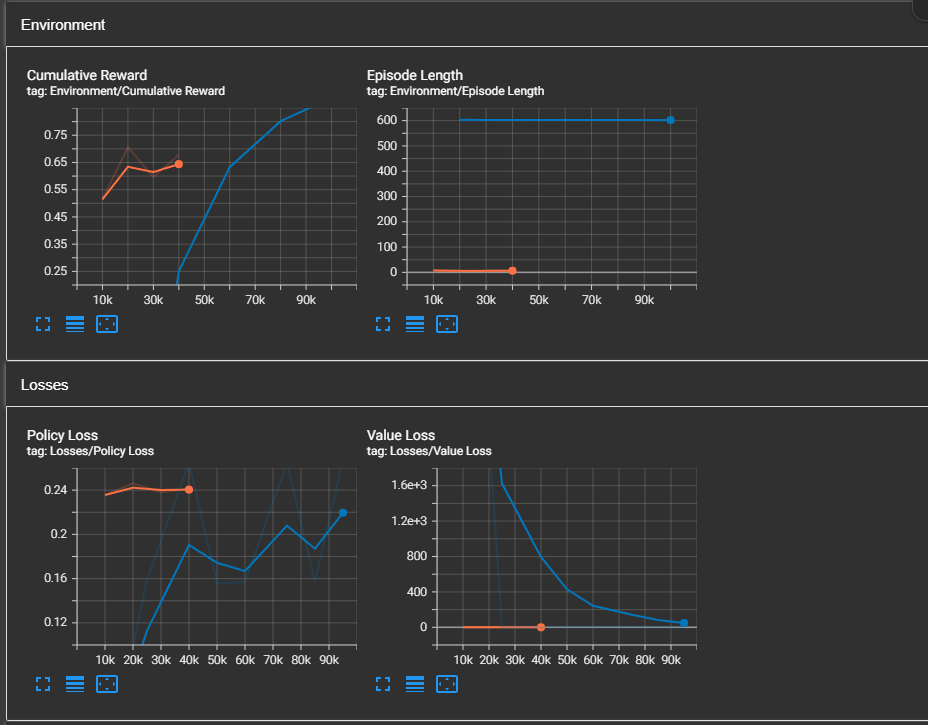 Environment
Cumulative Reward
tag: Environment/Cumulative Reward
0.75
0.65
0.55
0.45
0.35
0.25
10k 30k 50k 70k 90k
Episode Length
tag: Environment/Episode Length
600
500
400
300
200
100
0
10k 30k 50k 70k 90k
Losses
Policy Loss
tag: Losses/Policy Loss
0.24
0.2
0.16
0.12
10k 20k 30k 40k 50k 60k 70k 80k 90k
Value Loss
tag: Losses/Value Loss
1.6e+3
1.2e+3
800
400
0
10k 20k 30k 40k 50k 60k 70k 80k 90k